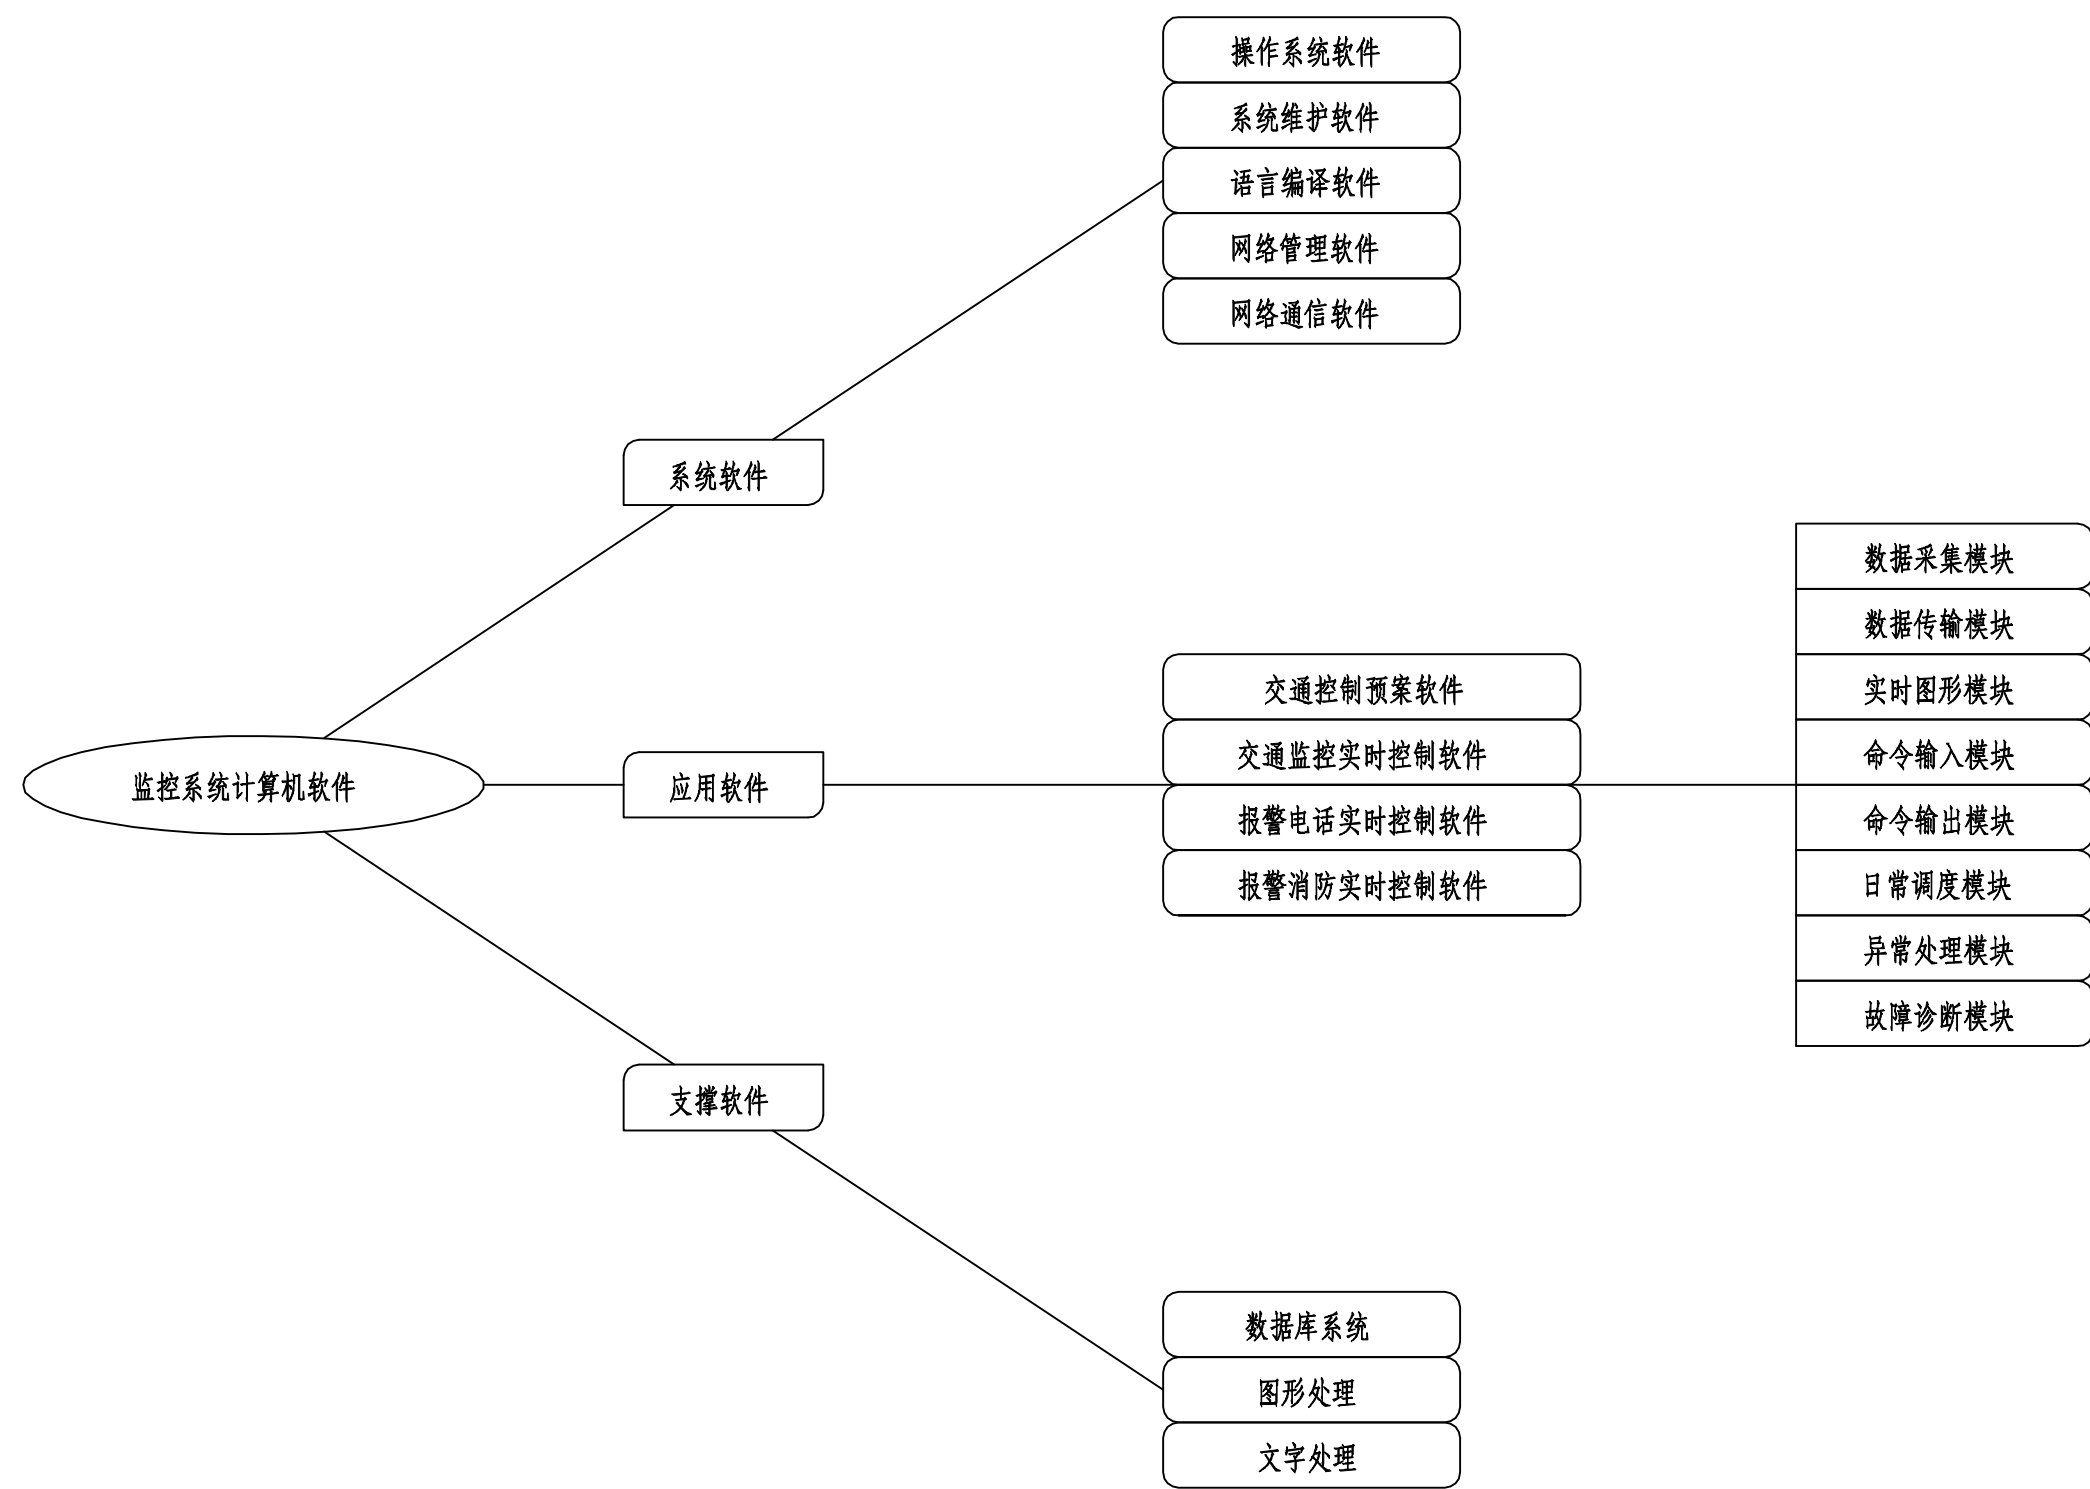 操作系统软件
系统维护软件
语言编译软件
网络管理软件
网络通信软件
系统软件
数据采集模块
数据传输模块
实时图形模块
命令输入模块
命令输出模块
日常调度模块
异常处理模块
故障诊断模块
交通控制预案软件
交通监控实时控制软件
报警电话实时控制软件
报警消防实时控制软件
监控系统计算机软件
应用软件
支撑软件
数据库系统
图形处理
文字处理